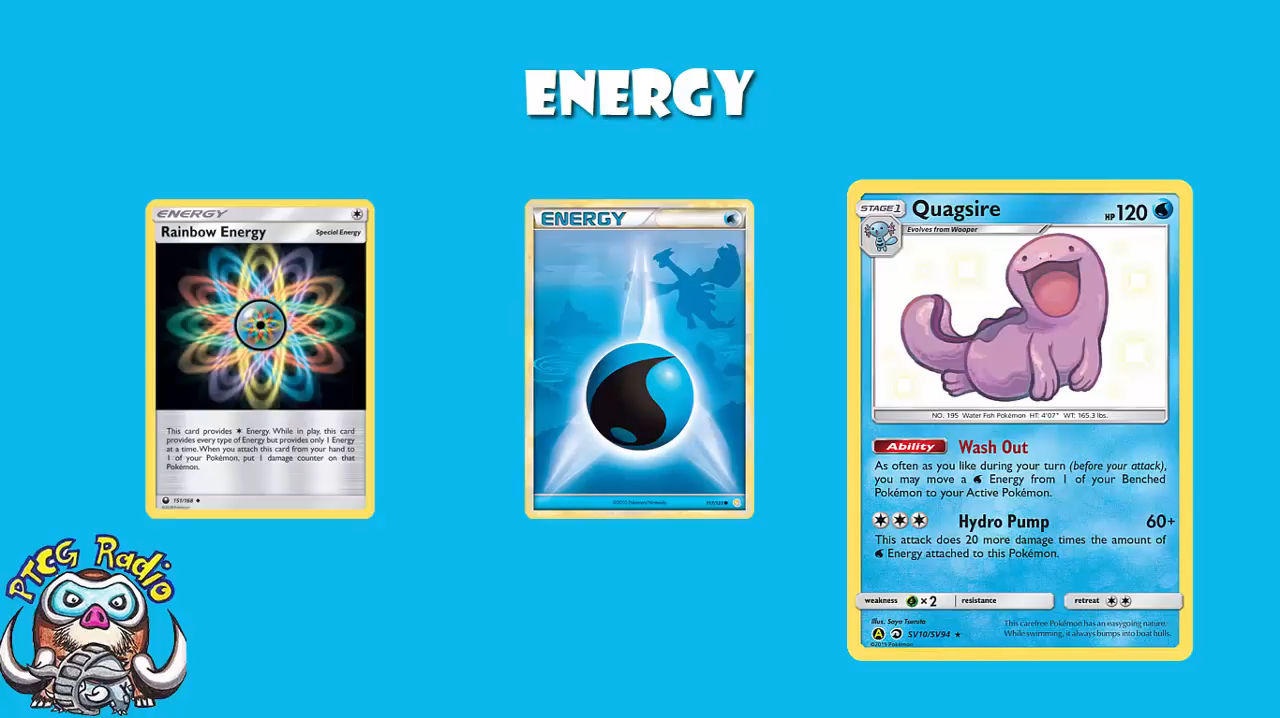 ENERGY
ENERGY
Rainbow Energy
Special Energy
This card provides Energy. While in play, this card
provides every type of Energy but provides only 1 Energy
at a time. When you attach this card from your hand to
1 of your Pokémon, put 1 damage counter on that
Pokémon.
151/168
ENERGY
STAGE 1
Quagsire
HP 120
Evolves from Wooper
NO. 195 Water Fish Pokémon HT: 4'07" WT: 165.3 lbs.
Ability Wash Out
As often as you like during your turn (before your attack),
you may move a Energy from 1 of your Benched
Pokémon to your Active Pokémon.
Hydro Pump 60+
This attack does 20 more damage times the amount of
Energy attached to this Pokémon.
weakness ×2 resistance retreat
Illus. Sayo Tsuruta
A SV10/SV94
©2019 Pokémon
This carefree Pokémon has an easygoing nature.
While swimming, it always bumps into boat hulls.
PTCG Radio